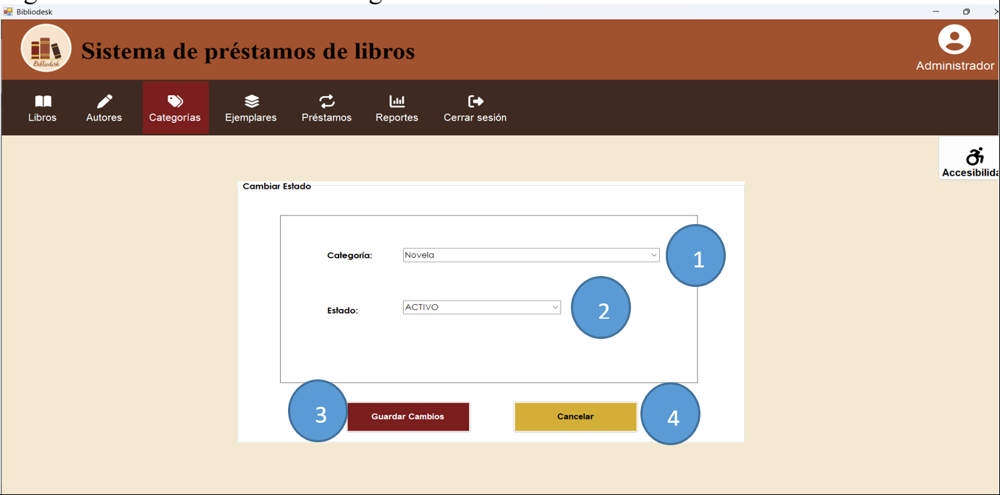 Bibliodesk
Bibliodesk
Sistema de préstamos de libros
Administrador
Libros
Autores
Categorías
Ejemplares
Préstamos
Reportes
Cerrar sesión
Accesibilida
Cambiar Estado
Categoría:
Novela
1
Estado:
ACTIVO
2
3
Guardar Cambios
Cancelar
4